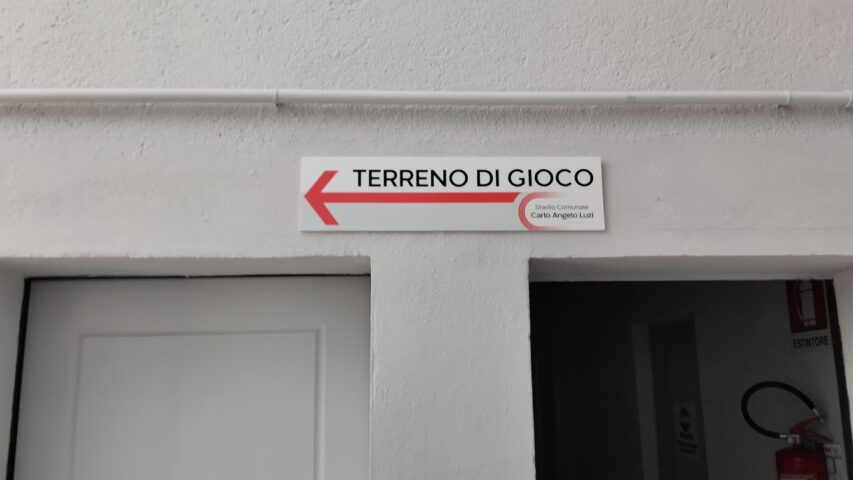 TERRENO DI GIOCO
Stadio Comunale
Carlo Angelo Luzi
ESTINTORE